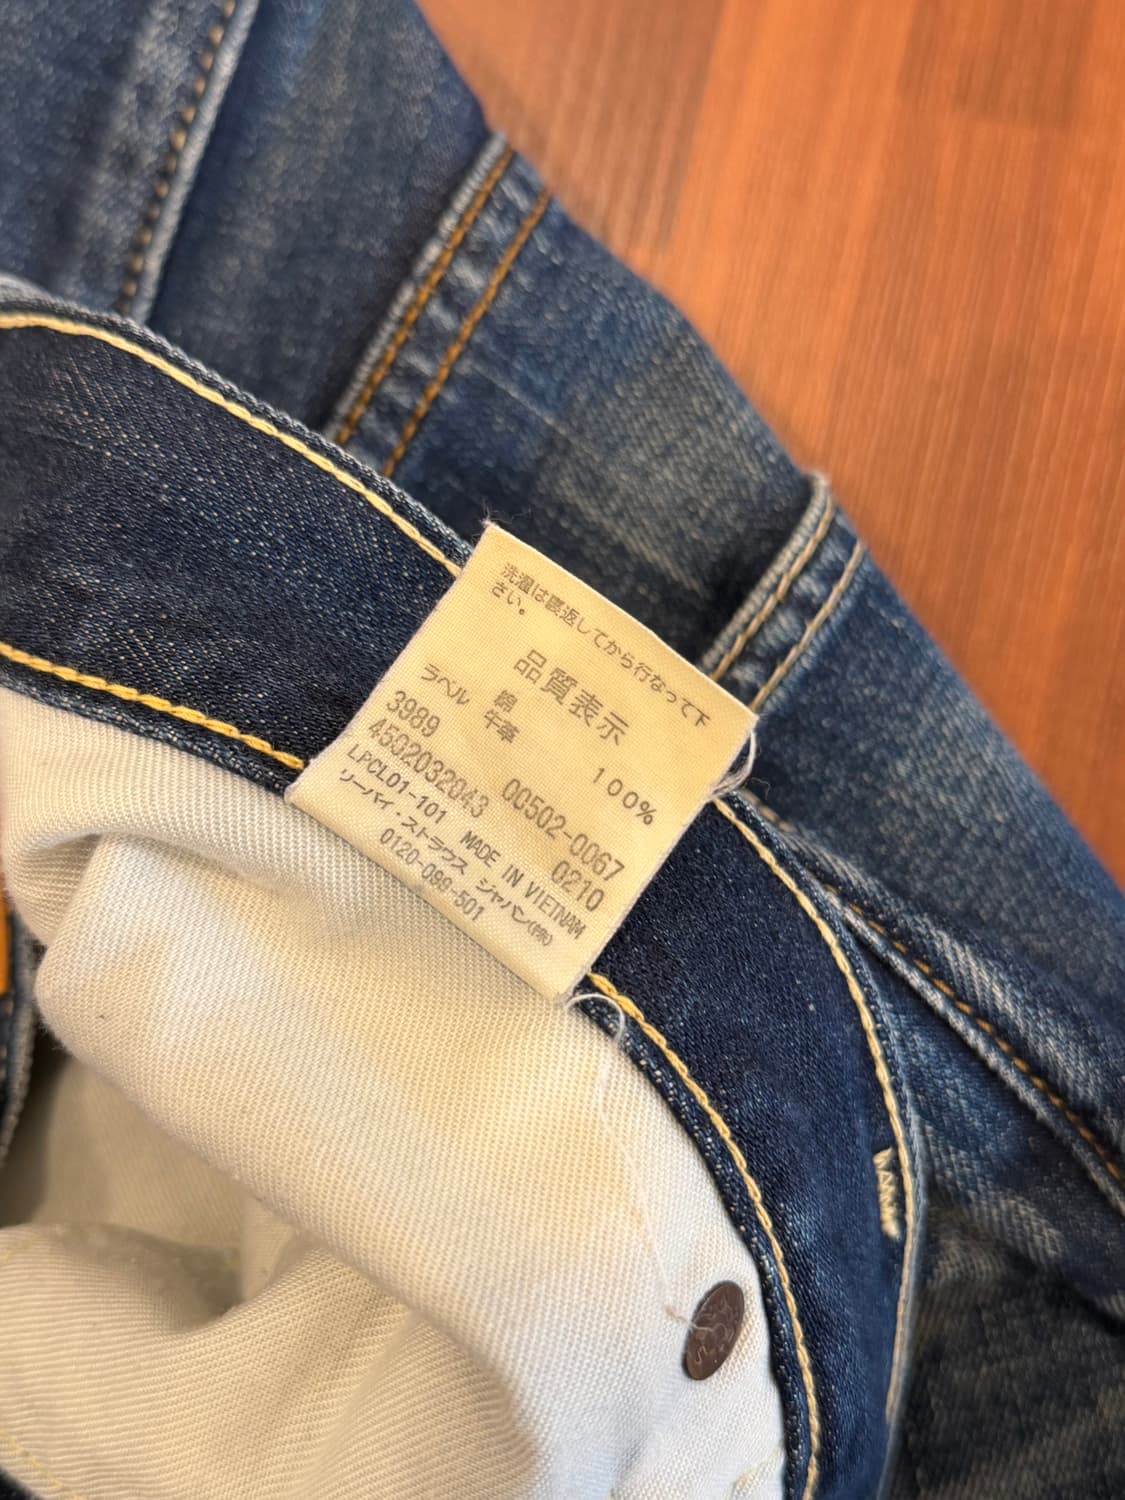 洗濯は裏返してから行なって下
さい。
品質表示
綿 100%
ラベル 牛革
3989 00502-0067
4502032043 0210
LPCL01-101 MADE IN VIETNAM
リーバイ・ストラウス ジャパン(株)
0120-099-501